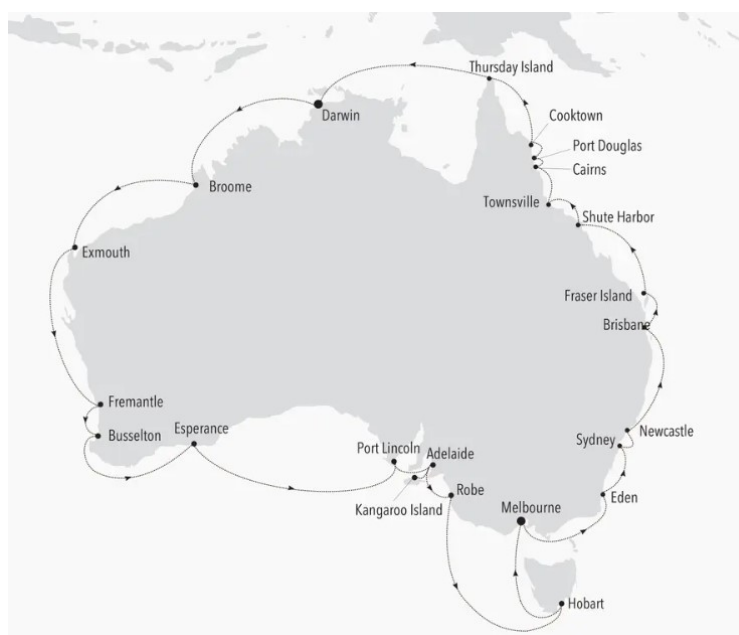 Thursday Island
Darwin
Cooktown
Port Douglas
Cairns
Broome
Townsville
Shute Harbor
Exmouth
Fraser Island
Brisbane
Fremantle
Busselton
Esperance
Newcastle
Sydney
Port Lincoln
Adelaide
Robe
Kangaroo Island
Melbourne
Eden
Hobart